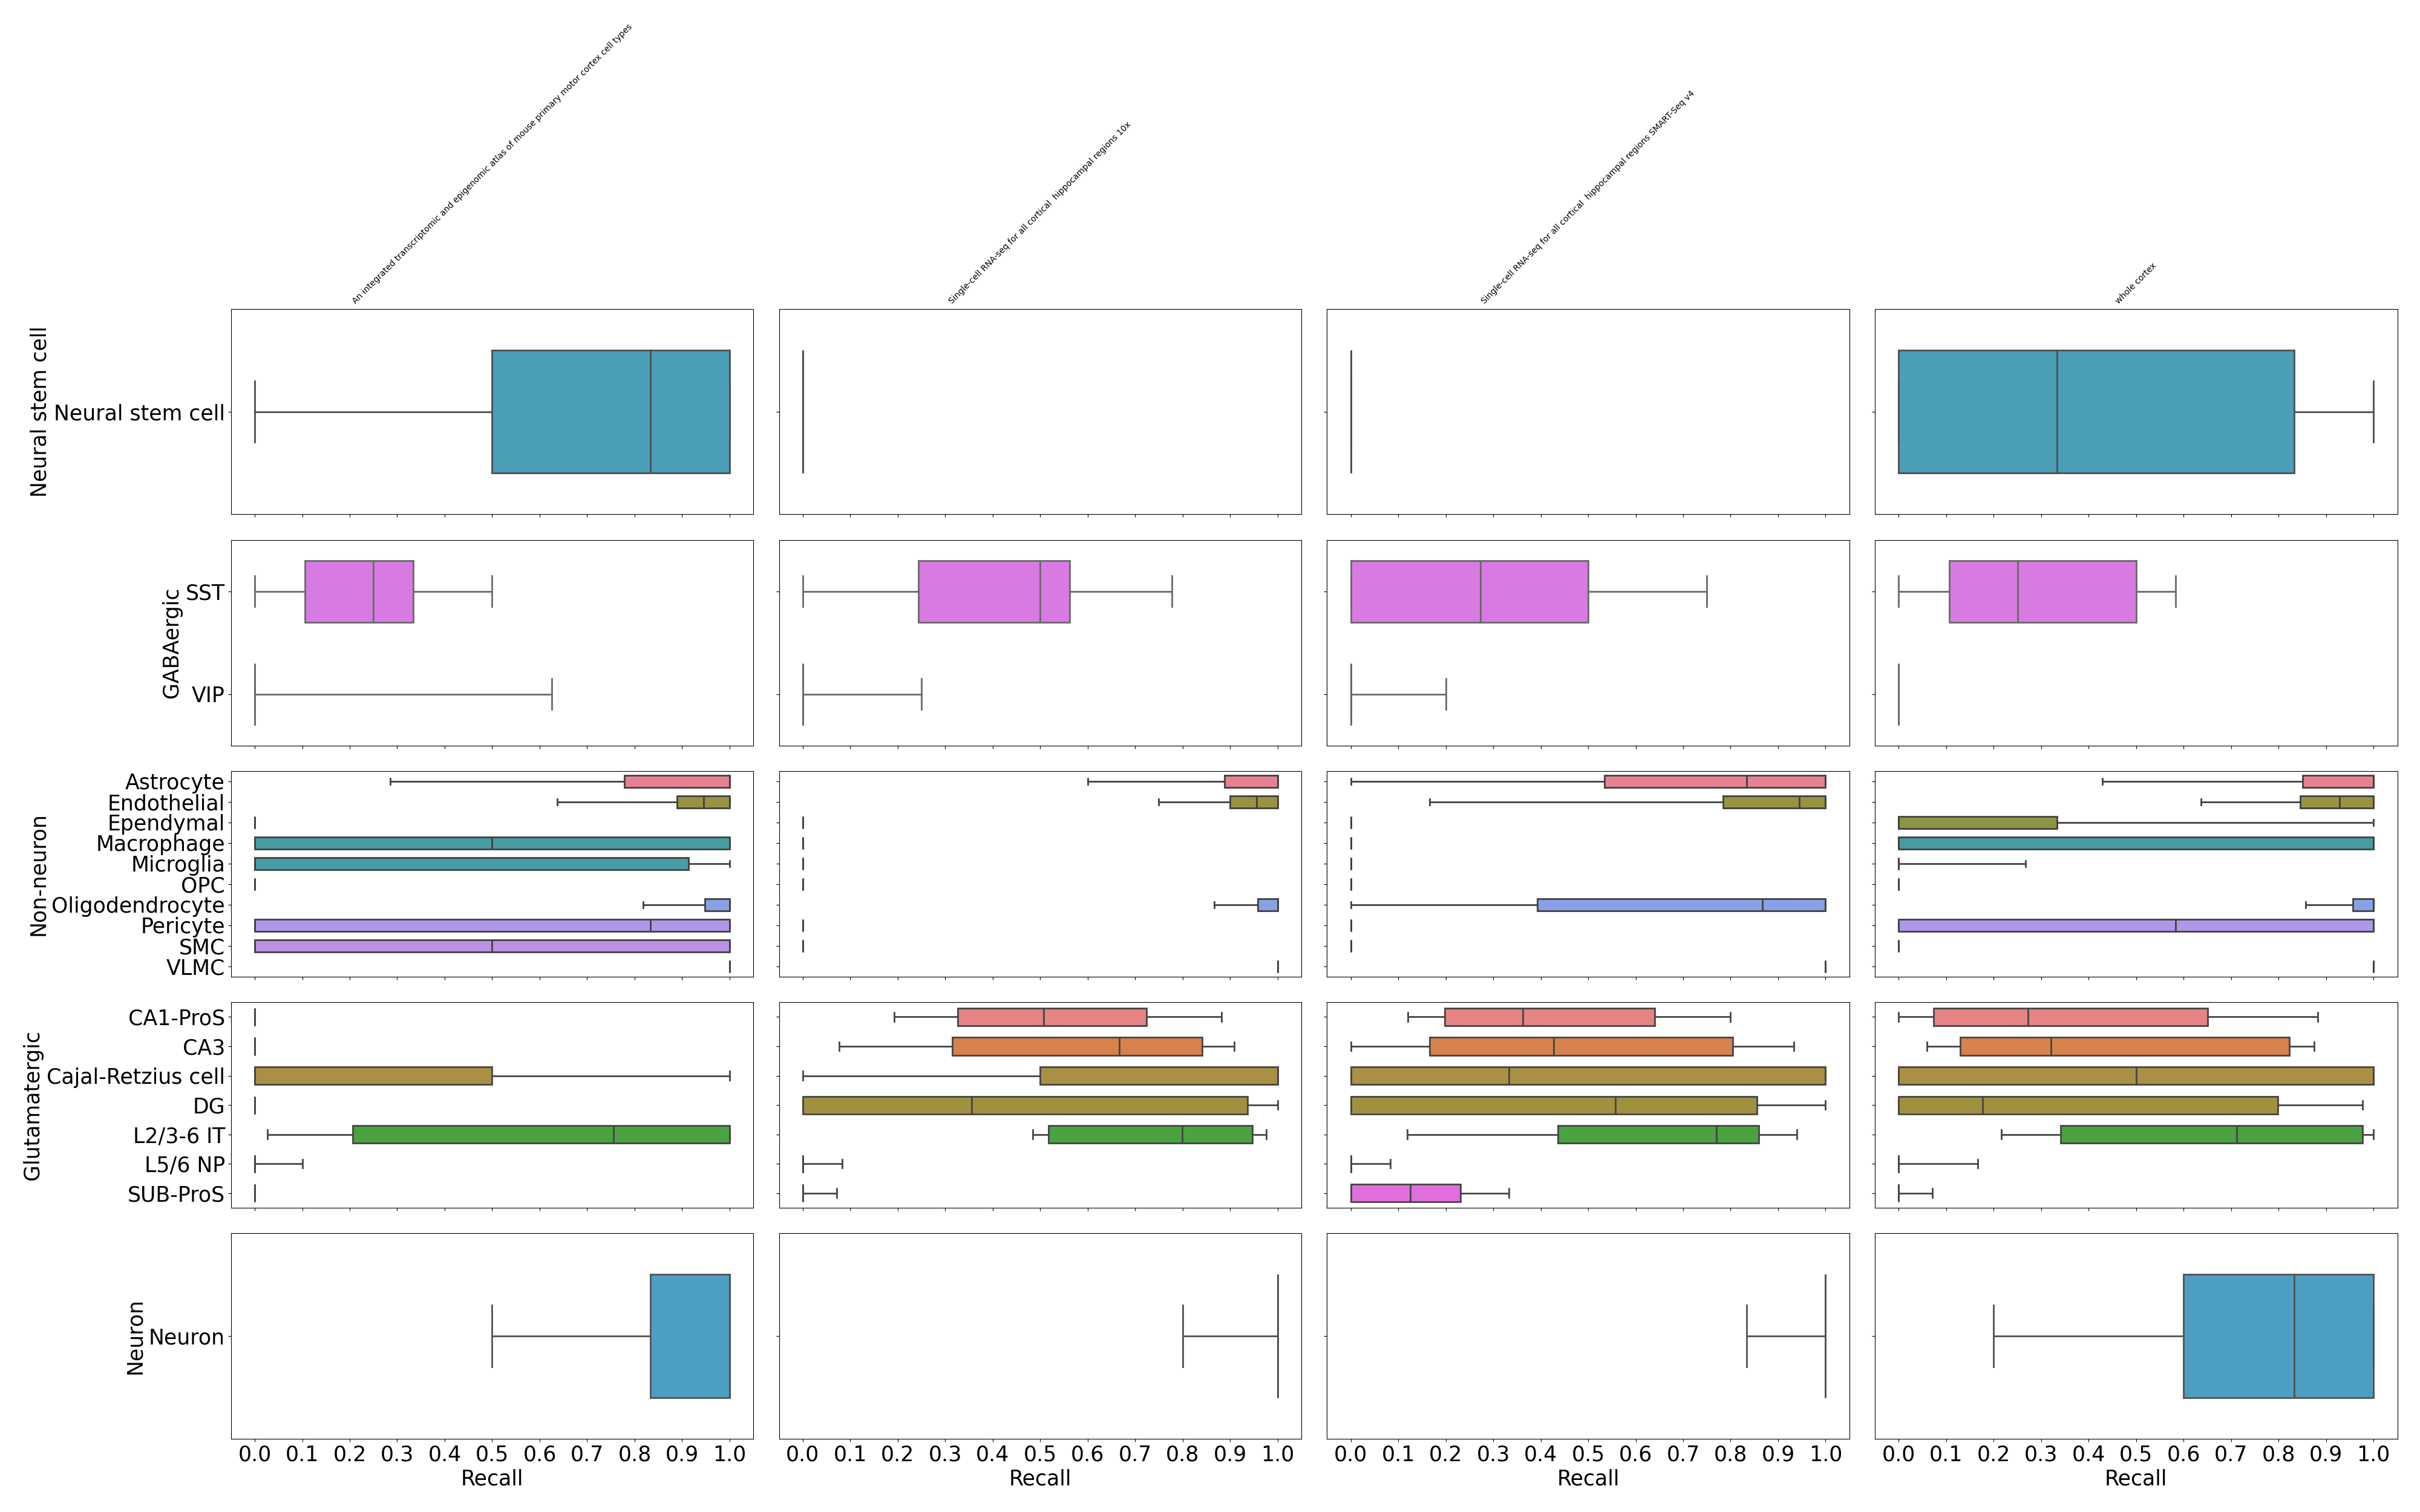 An integrated transcriptomic and epigenomic atlas of mouse primary motor cortex cell types
Single-cell RNA-seq for all cortical hippocampal regions 10x
Single-cell RNA-seq for all cortical hippocampal regions SMART-Seq v4
whole cortex
Neural stem cell
Neural stem cell
GABAergic
SST
VIP
Non-neuron
Astrocyte
Endothelial
Ependymal
Macrophage
Microglia
OPC
Oligodendrocyte
Pericyte
SMC
VLMC
Glutamatergic
CA1-ProS
CA3
Cajal-Retzius cell
DG
L2/3-6 IT
L5/6 NP
SUB-ProS
Neuron
Neuron
0.0 0.1 0.2 0.3 0.4 0.5 0.6 0.7 0.8 0.9 1.0
Recall
0.0 0.1 0.2 0.3 0.4 0.5 0.6 0.7 0.8 0.9 1.0
Recall
0.0 0.1 0.2 0.3 0.4 0.5 0.6 0.7 0.8 0.9 1.0
Recall
0.0 0.1 0.2 0.3 0.4 0.5 0.6 0.7 0.8 0.9 1.0
Recall